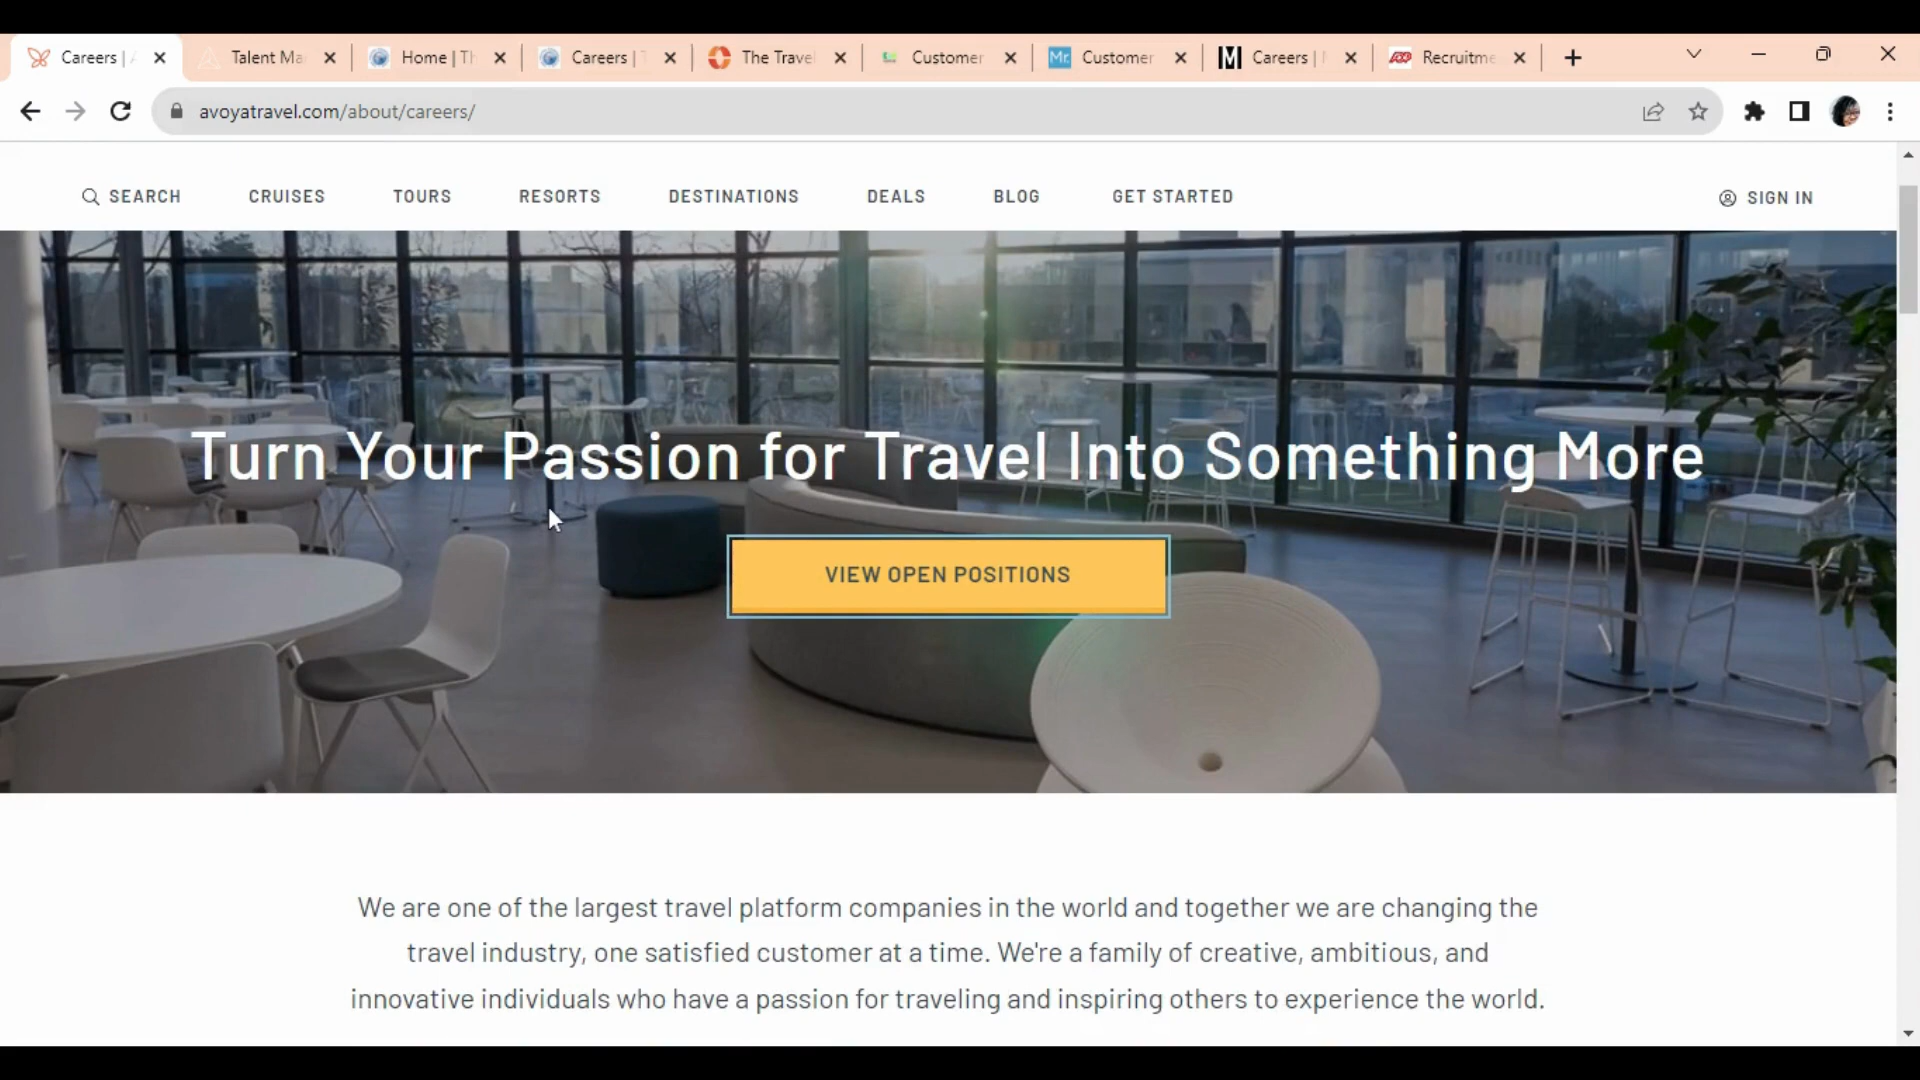 Careers |
Talent Ma
Home | Th
Careers |
The Trave
Customer
Mr.
Customer
M
Careers |
ADP
Recruitme
avoyatravel.com/about/careers/
SEARCH
CRUISES
TOURS
RESORTS
DESTINATIONS
DEALS
BLOG
GET STARTED
SIGN IN
Turn Your Passion for Travel Into Something More
VIEW OPEN POSITIONS
We are one of the largest travel platform companies in the world and together we are changing the
travel industry, one satisfied customer at a time. We're a family of creative, ambitious, and
innovative individuals who have a passion for traveling and inspiring others to experience the world.